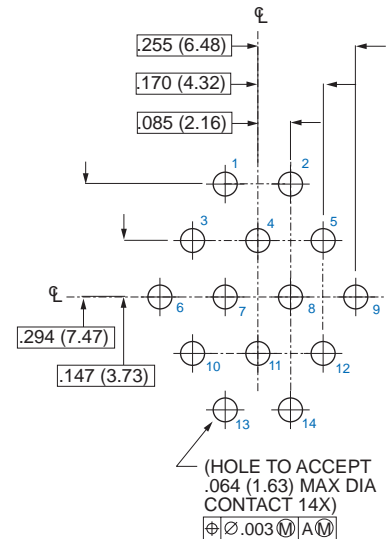 ℄
.255 (6.48)
.170 (4.32)
.085 (2.16)
1 2
3 4 5
℄ 6 7 8 9
.294 (7.47)
.147 (3.73)
10 11 12
13 14
(HOLE TO ACCEPT
.064 (1.63) MAX DIA
CONTACT 14X)
⌖ ⌀.003 Ⓜ A Ⓜ